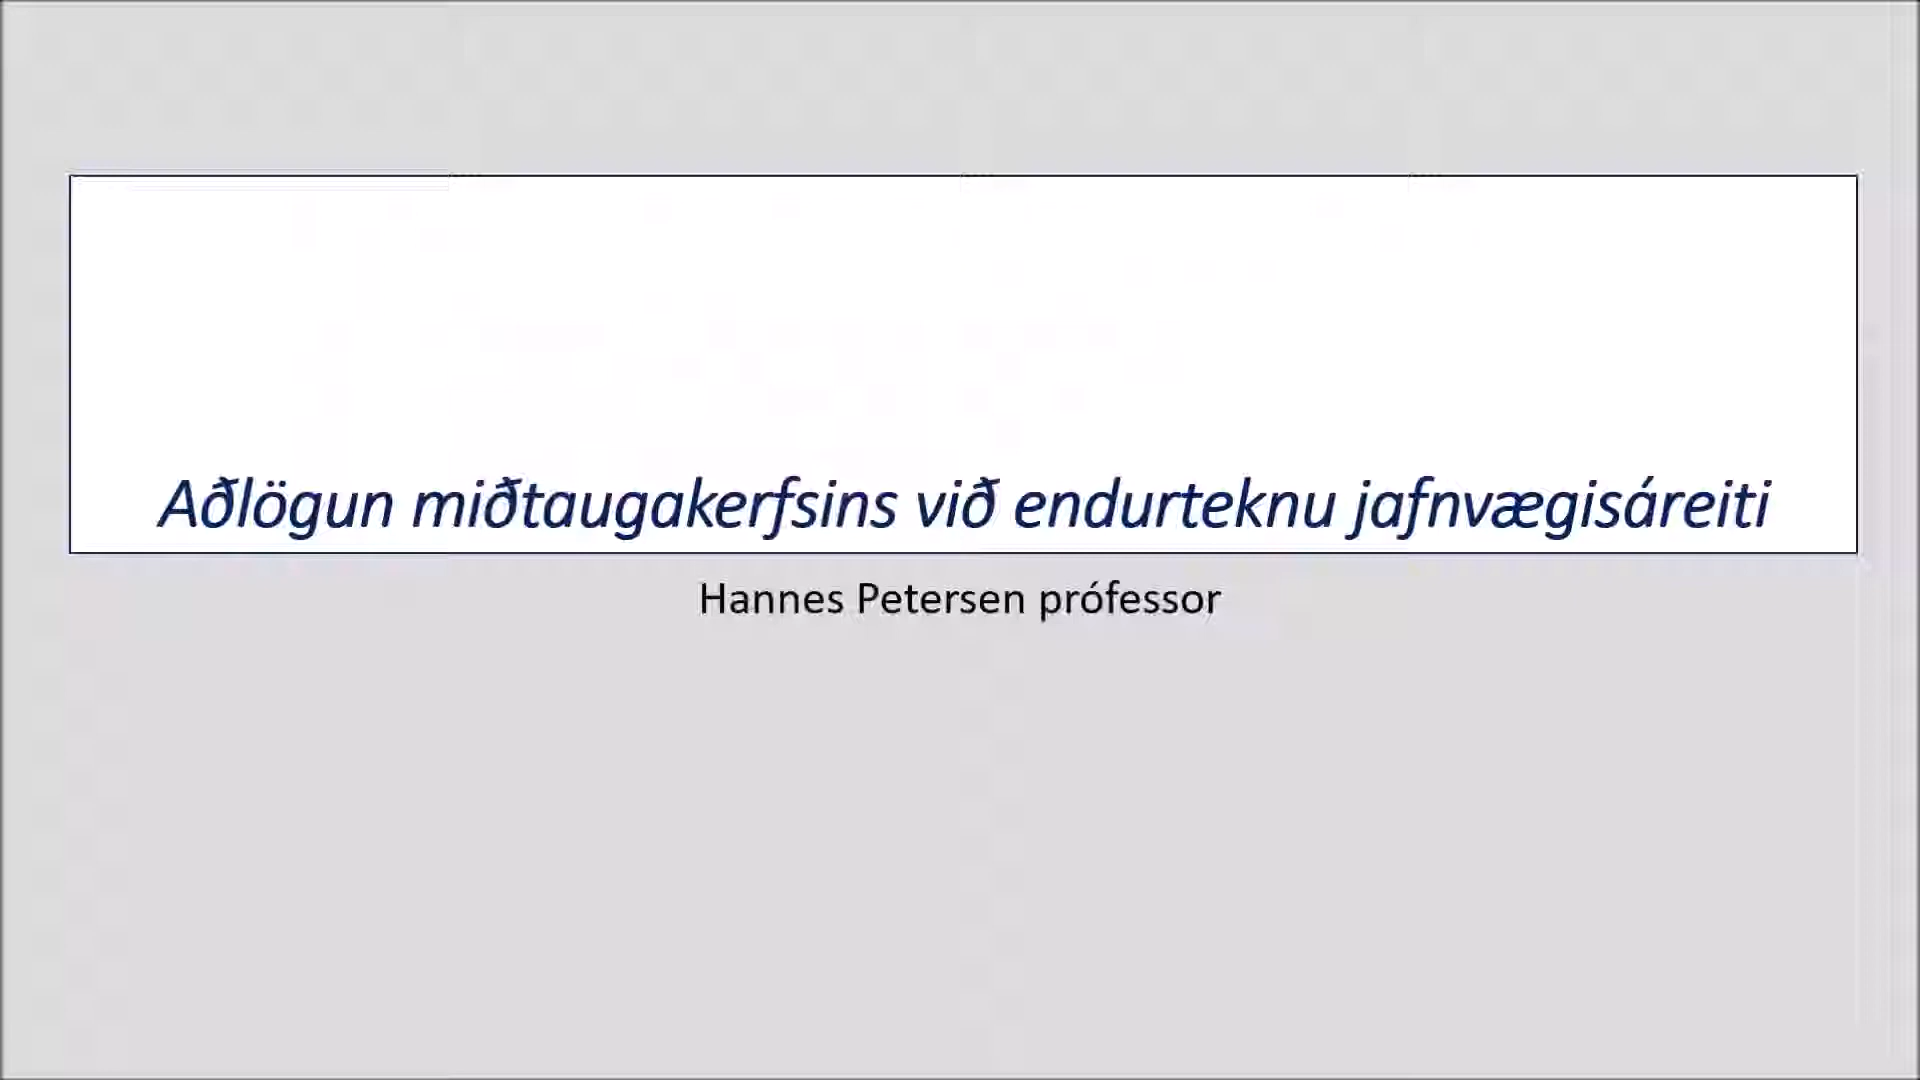 Aðlögun miðtaugakerfsins við endurteknu jafnvægisáreiti
Hannes Petersen prófessor